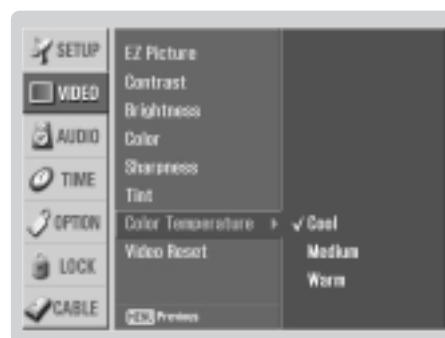 SETUP
VIDEO
AUDIO
TIME
OPTION
LOCK
CABLE
EZ Picture
Contrast
Brightness
Color
Sharpness
Tint
Color Temperature
Video Reset
MENU Previous
√ Cool
Medium
Warm